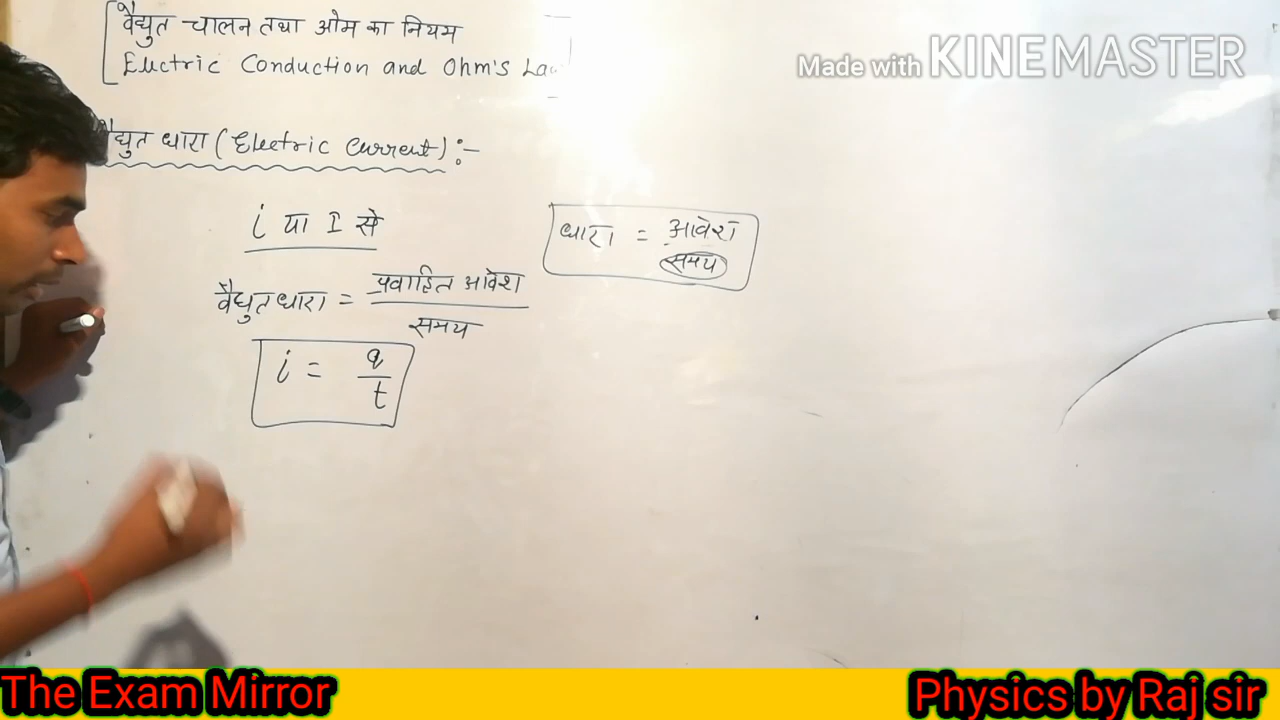 वैद्युत चालन तथा ओम का नियम
Electric Conduction and Ohm's Law
Made with KINEMASTER
वैद्युत धारा (Electric Current) :-
i या I से
धारा = आवेश
समय
वैद्युत धारा = प्रवाहित आवेश
समय
i = q
t
The Exam Mirror
Physics by Raj sir